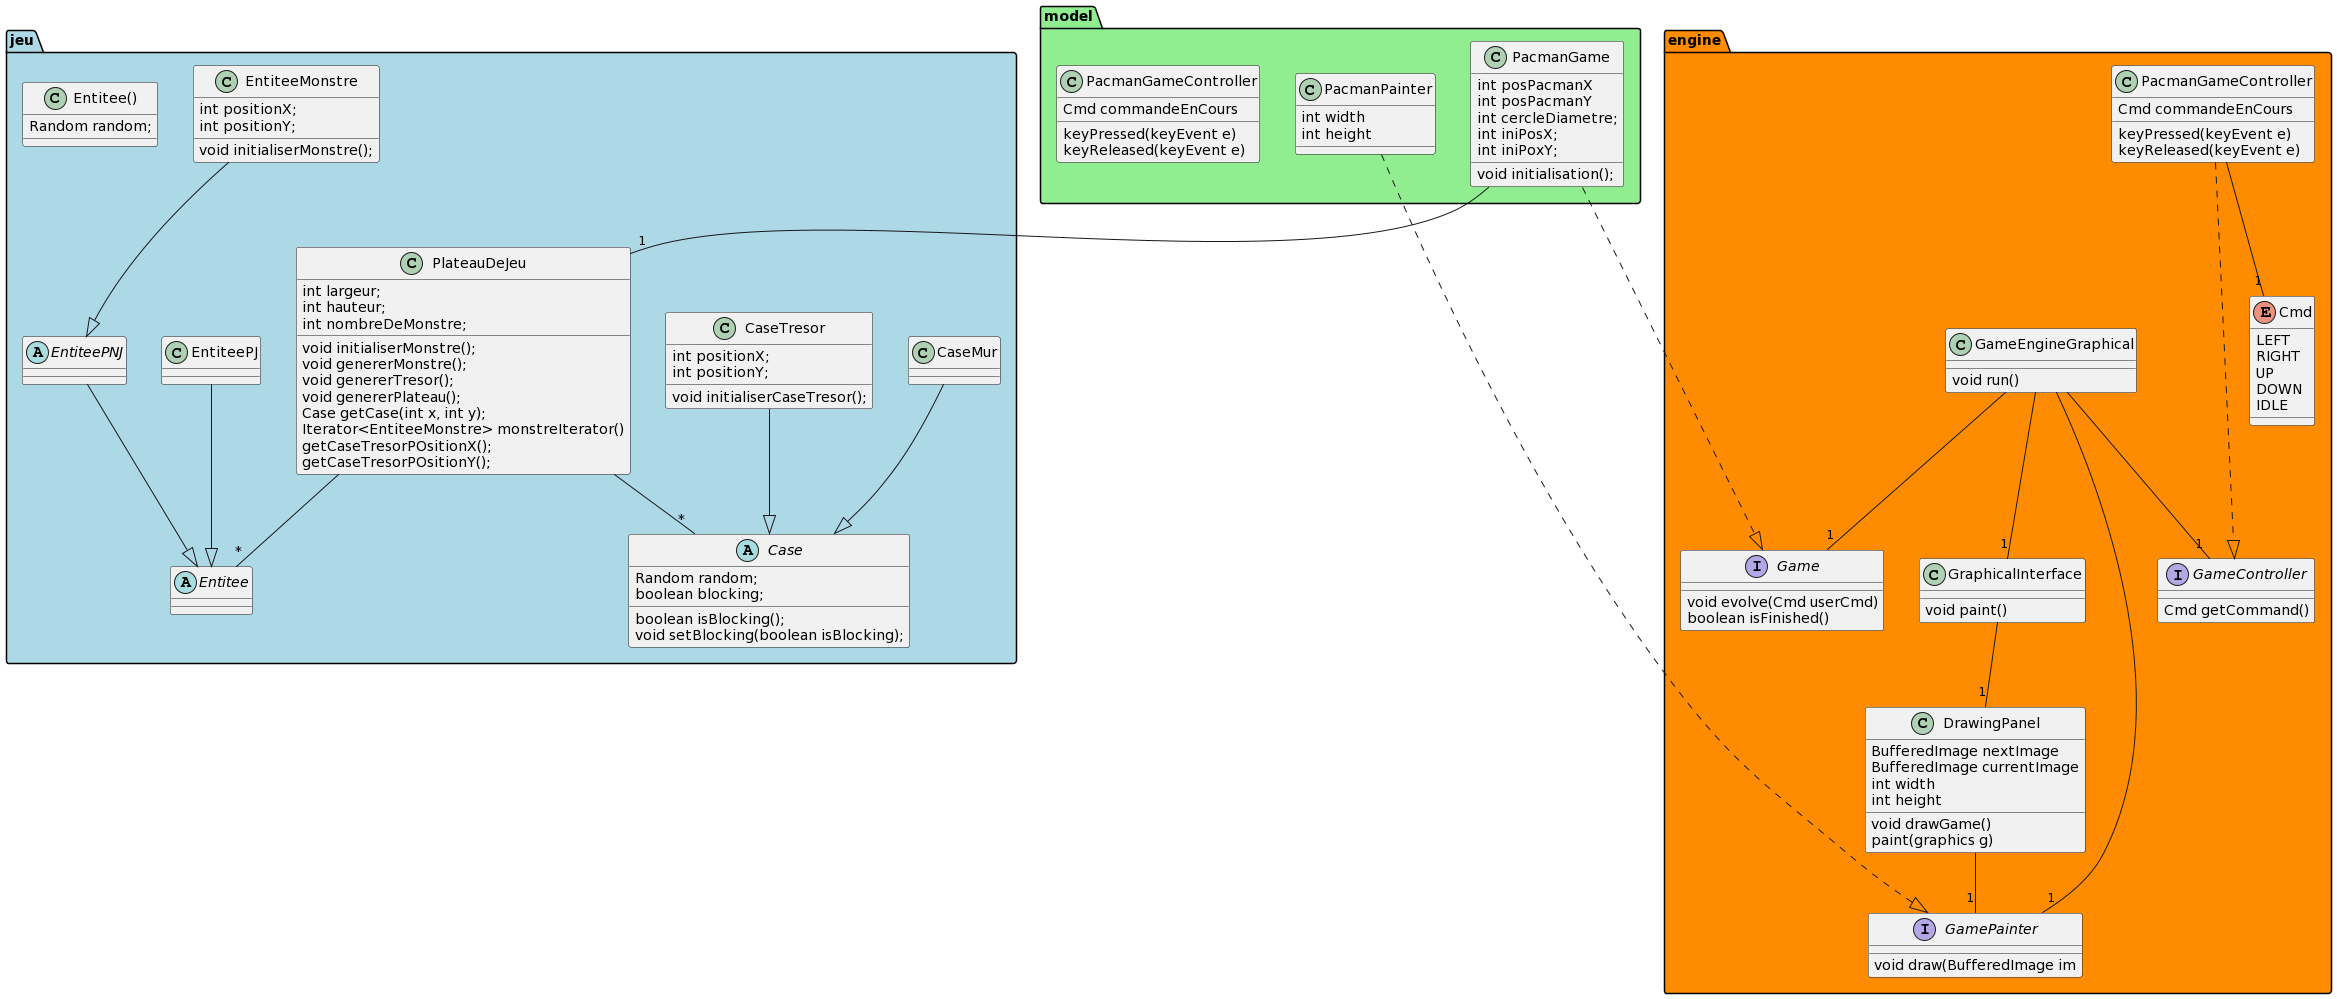 jeu
C Entitee()
Random random;
C EntiteeMonstre
int positionX;
int positionY;
void initialiserMonstre();
C PlateauDeJeu
int largeur;
int hauteur;
int nombreDeMonstre;
void initialiserMonstre();
void genererMonstre();
void genererTresor();
void genererPlateau();
Case getCase(int x, int y);
Iterator<EntiteeMonstre> monstreIterator()
getCaseTresorPOsitionX();
getCaseTresorPOsitionY();
1
A EntiteePNJ
C EntiteePJ
C CaseTresor
int positionX;
int positionY;
void initialiserCaseTresor();
C CaseMur
*
*
A Entitee
A Case
Random random;
boolean blocking;
boolean isBlocking();
void setBlocking(boolean isBlocking);
model
C PacmanGameController
Cmd commandeEnCours
keyPressed(keyEvent e)
keyReleased(keyEvent e)
C PacmanPainter
int width
int height
C PacmanGame
int posPacmanX
int posPacmanY
int cercleDiametre;
int iniPosX;
int iniPoxY;
void initialisation();
engine
C PacmanGameController
Cmd commandeEnCours
keyPressed(keyEvent e)
keyReleased(keyEvent e)
1
E Cmd
LEFT
RIGHT
UP
DOWN
IDLE
C GameEngineGraphical
void run()
1
1
1
I Game
void evolve(Cmd userCmd)
boolean isFinished()
C GraphicalInterface
void paint()
I GameController
Cmd getCommand()
1
C DrawingPanel
BufferedImage nextImage
BufferedImage currentImage
int width
int height
void drawGame()
paint(graphics g)
1
1
I GamePainter
void draw(BufferedImage im